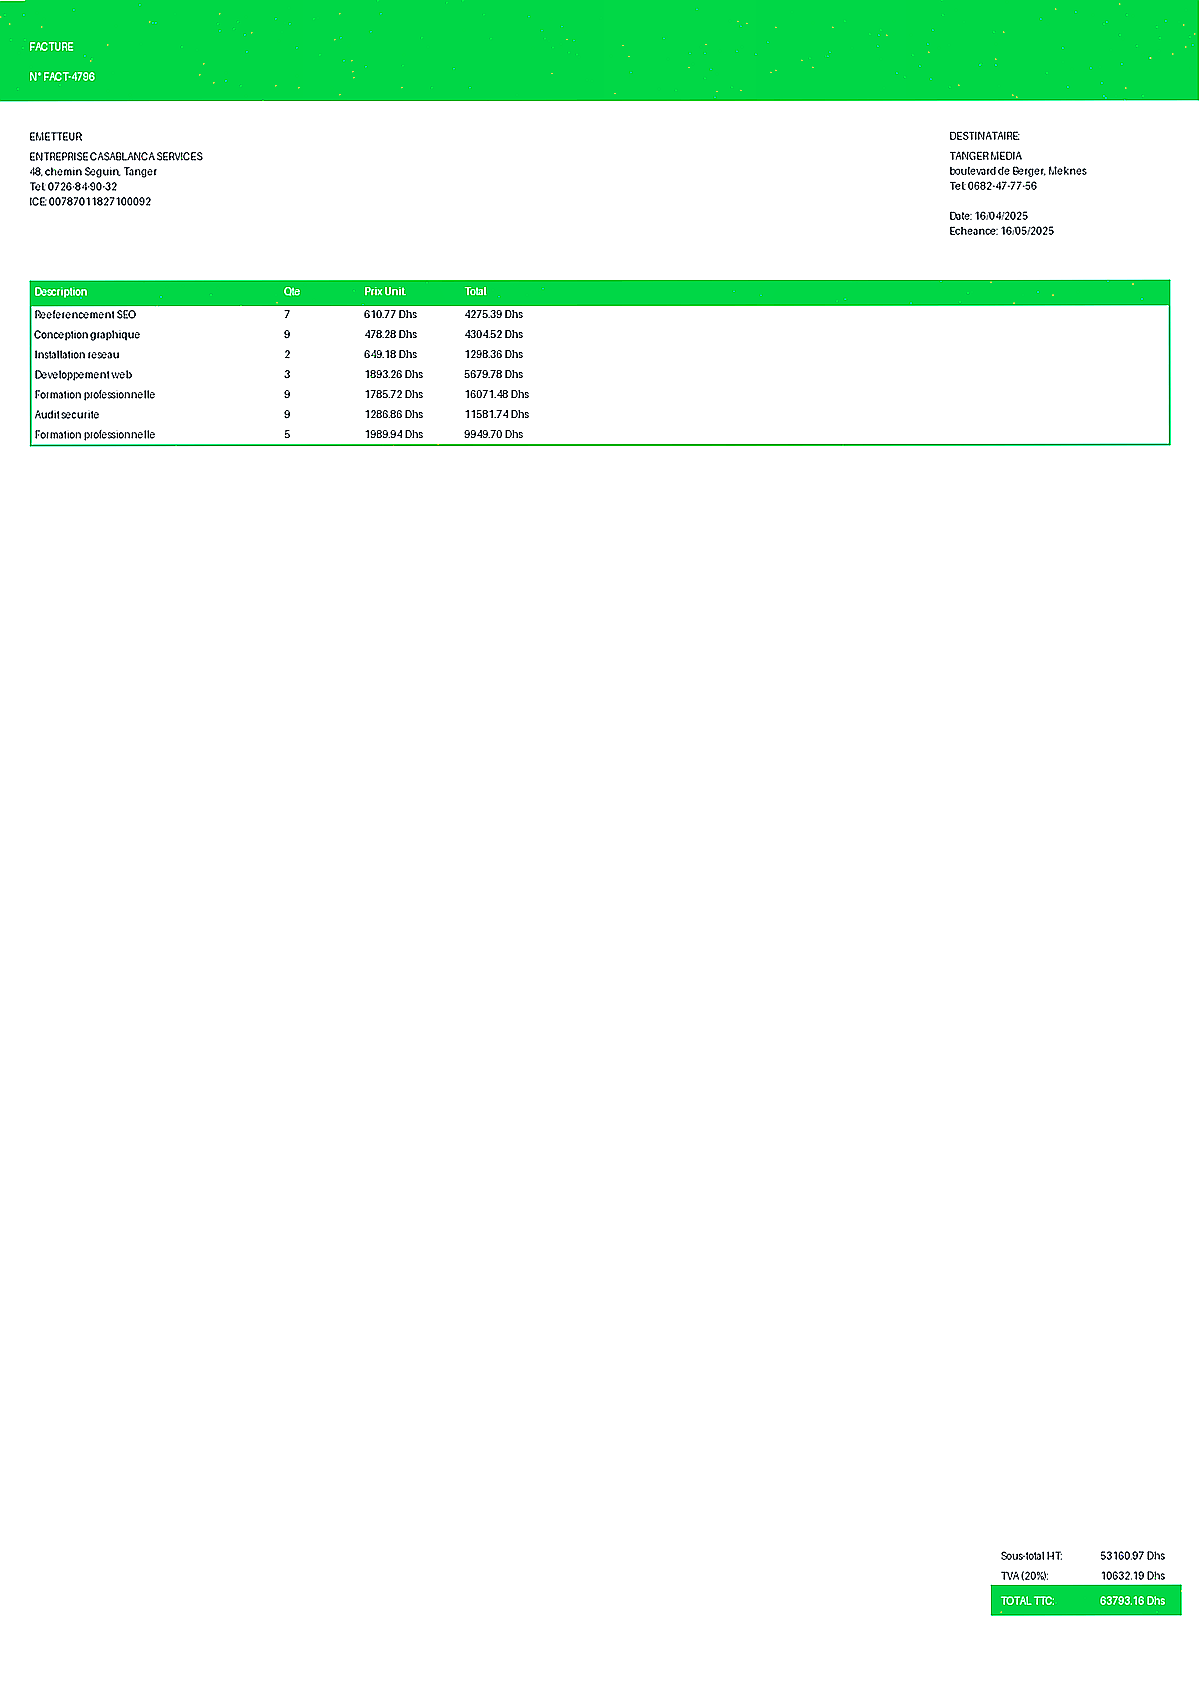 FACTURE
N° FACT-4796
EMETTEUR
ENTREPRISE CASABLANCA SERVICES
48, chemin Seguin, Tanger
Tel: 0726-84-90-32
ICE: 00787011827100092
DESTINATAIRE:
TANGER MEDIA
boulevard de Berger, Meknes
Tel: 0682-47-77-56
Date: 16/04/2025
Echeance: 16/05/2025
Description Qte Prix Unit. Total
Reeferencement SEO 7 610.77 Dhs 4275.39 Dhs
Conception graphique 9 478.28 Dhs 4304.52 Dhs
Installation reseau 2 649.18 Dhs 1298.36 Dhs
Developpement web 3 1893.26 Dhs 5679.78 Dhs
Formation professionnelle 9 1785.72 Dhs 16071.48 Dhs
Audit securite 9 1286.86 Dhs 11581.74 Dhs
Formation professionnelle 5 1989.94 Dhs 9949.70 Dhs
Sous-total HT: 53160.97 Dhs
TVA (20%): 10632.19 Dhs
TOTAL TTC: 63793.16 Dhs